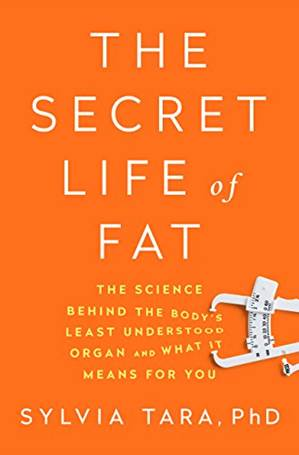 THE
SECRET
LIFE of
FAT
THE SCIENCE
BEHIND THE BODY'S
LEAST UNDERSTOOD
ORGAN AND WHAT IT
MEANS FOR YOU
SYLVIA TARA, PhD